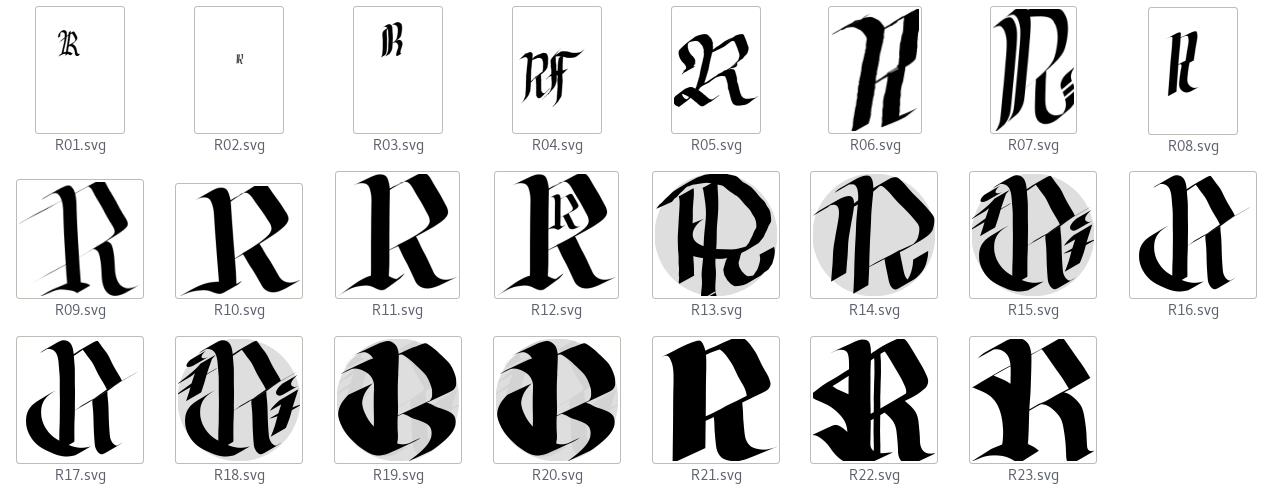 R R R RF R R R R
R01.svg R02.svg R03.svg R04.svg R05.svg R06.svg R07.svg R08.svg
R R R R R R R R
R09.svg R10.svg R11.svg R12.svg R13.svg R14.svg R15.svg R16.svg
R R R R R
R17.svg R18.svg R19.svg R20.svg R21.svg R22.svg R23.svg